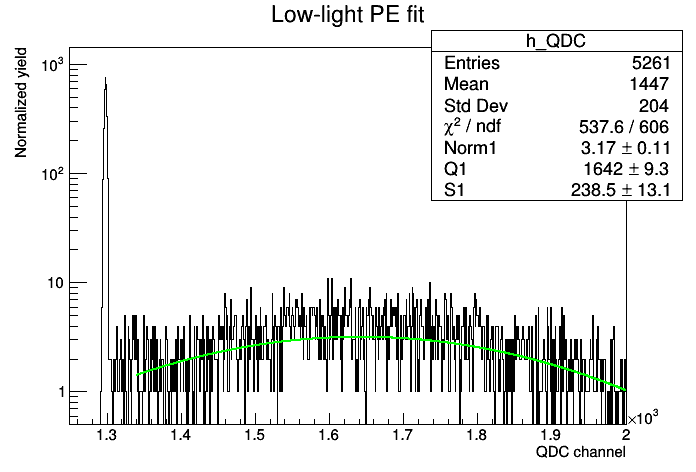 Low-light PE fit
h_QDC
Entries 5261
Mean 1447
Std Dev 204
χ² / ndf 537.6 / 606
Norm1 3.17 ± 0.11
Q1 1642 ± 9.3
S1 238.5 ± 13.1
Normalized yield
10³
10²
10
1
1.3 1.4 1.5 1.6 1.7 1.8 1.9 2 ×10³
QDC channel